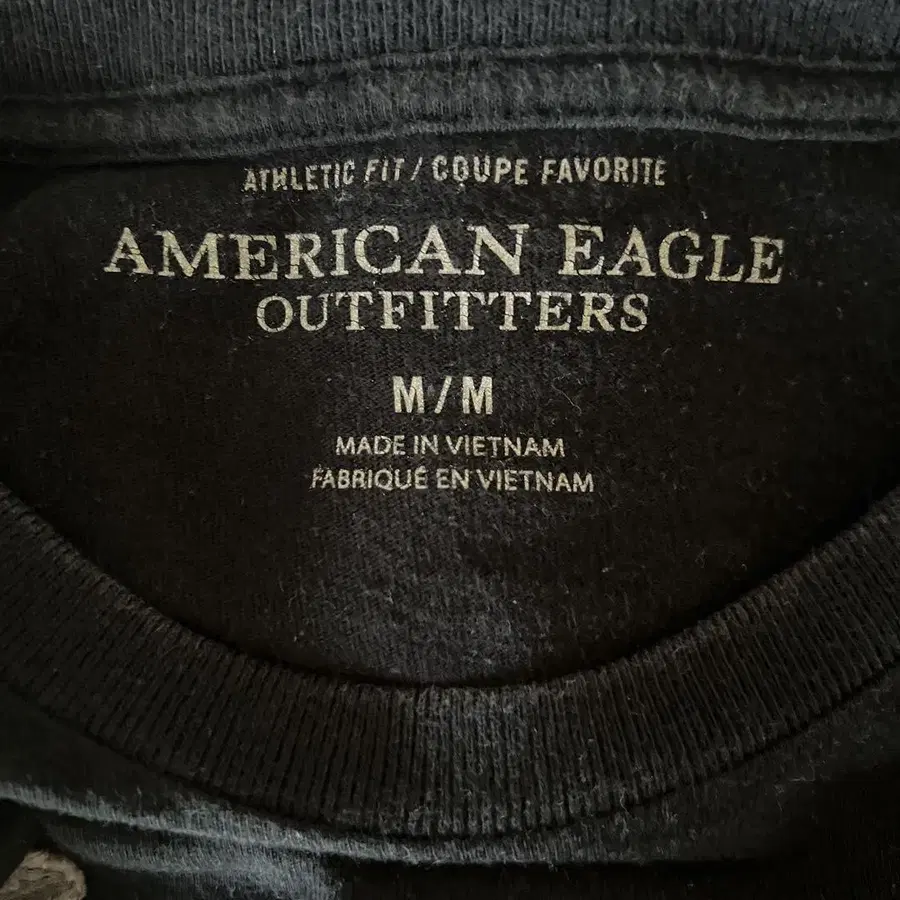 ATHLETIC FIT / COUPE FAVORITE
AMERICAN EAGLE
OUTFITTERS
M/M
MADE IN VIETNAM
FABRIQUÉ EN VIETNAM